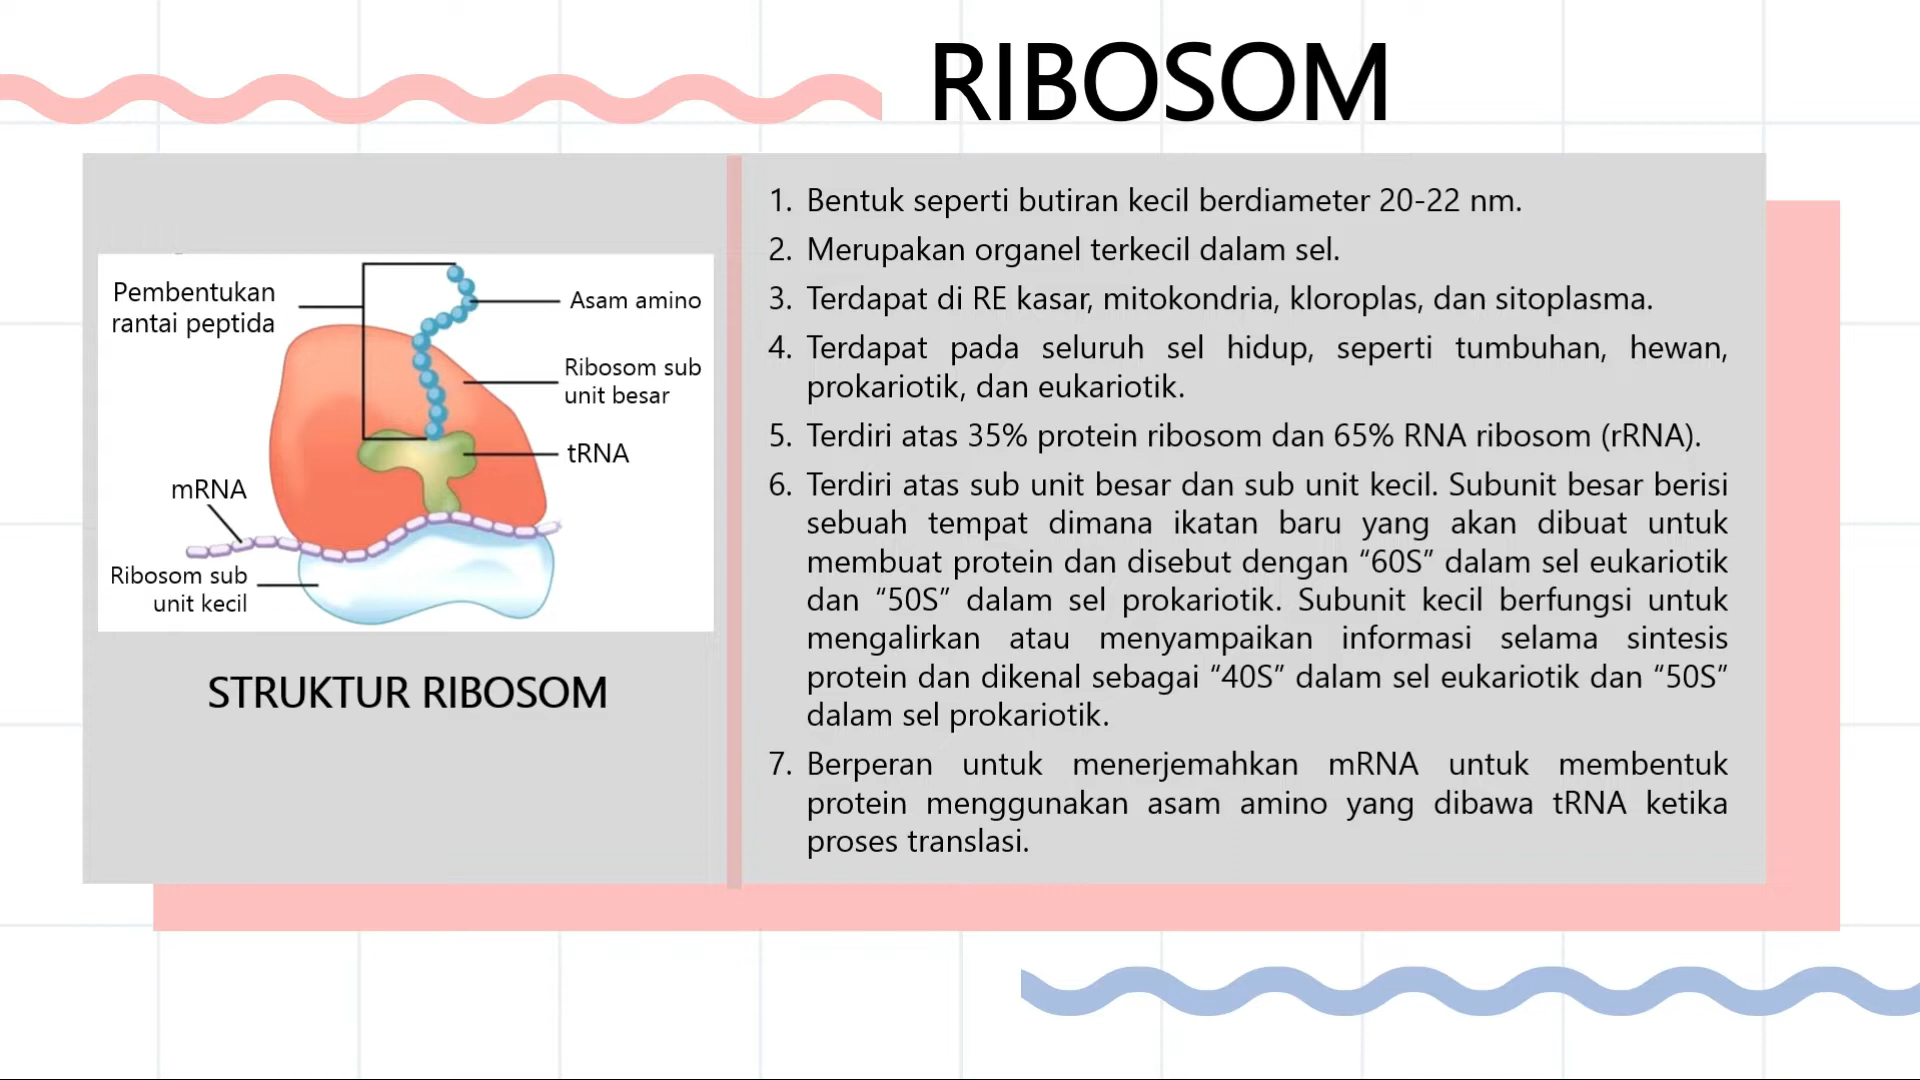 RIBOSOM
Pembentukan
rantai peptida
Asam amino
Ribosom sub
unit besar
tRNA
mRNA
Ribosom sub
unit kecil
STRUKTUR RIBOSOM
1. Bentuk seperti butiran kecil berdiameter 20-22 nm.
2. Merupakan organel terkecil dalam sel.
3. Terdapat di RE kasar, mitokondria, kloroplas, dan sitoplasma.
4. Terdapat pada seluruh sel hidup, seperti tumbuhan, hewan,
prokariotik, dan eukariotik.
5. Terdiri atas 35% protein ribosom dan 65% RNA ribosom (rRNA).
6. Terdiri atas sub unit besar dan sub unit kecil. Subunit besar berisi
sebuah tempat dimana ikatan baru yang akan dibuat untuk
membuat protein dan disebut dengan “60S” dalam sel eukariotik
dan “50S” dalam sel prokariotik. Subunit kecil berfungsi untuk
mengalirkan atau menyampaikan informasi selama sintesis
protein dan dikenal sebagai “40S” dalam sel eukariotik dan “50S”
dalam sel prokariotik.
7. Berperan untuk menerjemahkan mRNA untuk membentuk
protein menggunakan asam amino yang dibawa tRNA ketika
proses translasi.